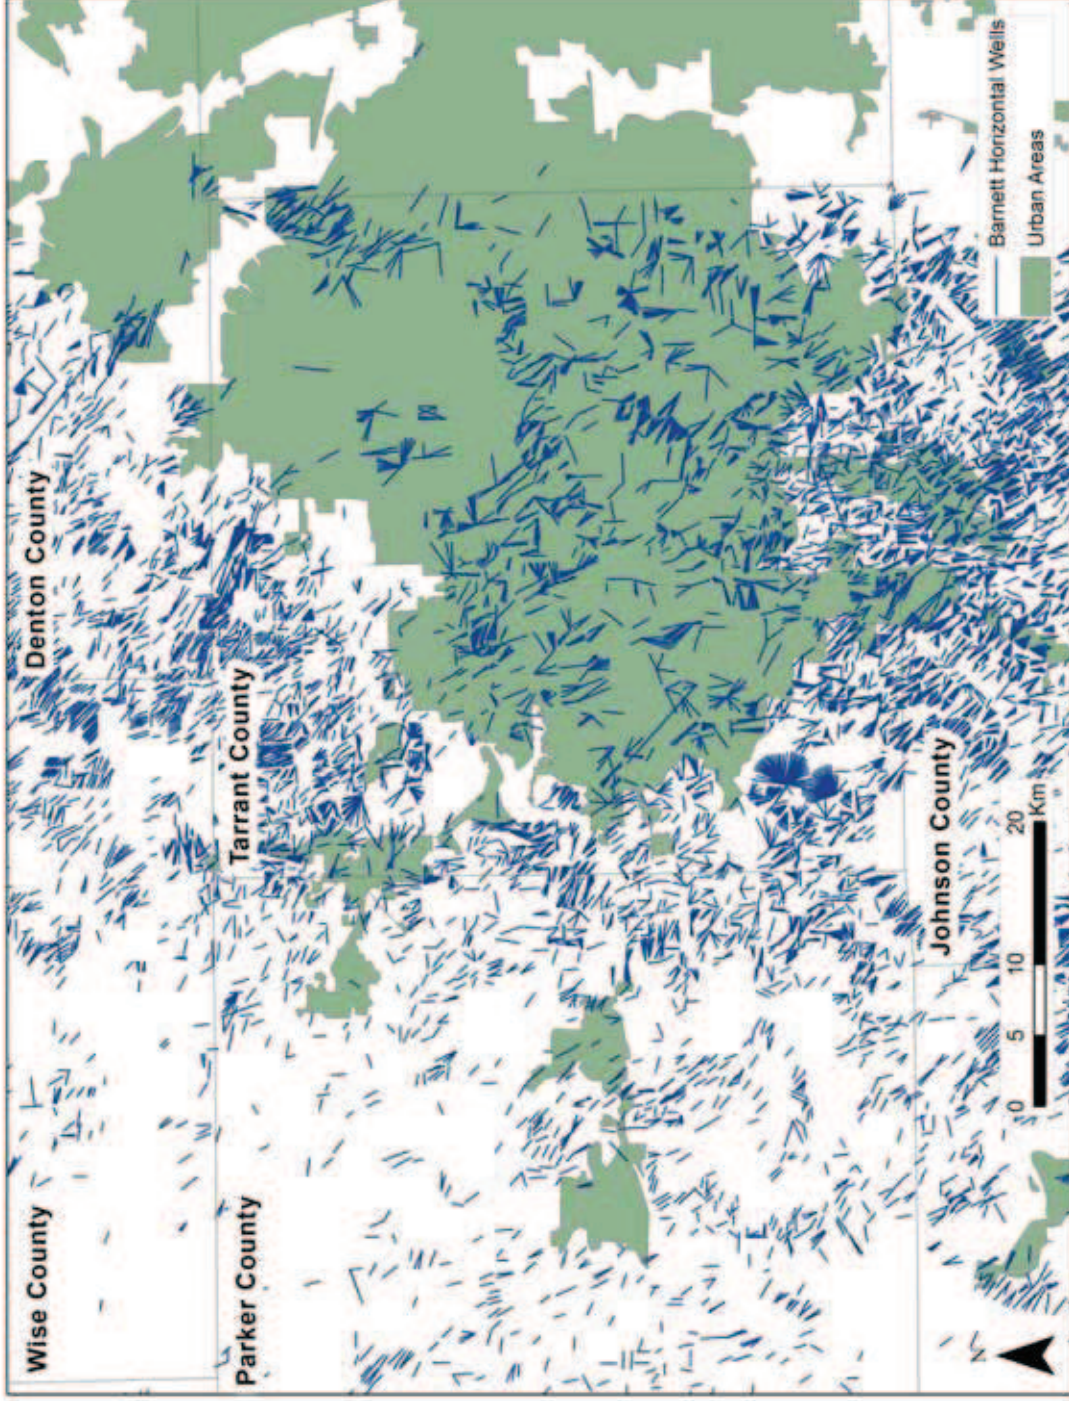 Wise County
Denton County
Parker County
Tarrant County
Johnson County
N
0 5 10 20
Km
Barnett Horizontal Wells
Urban Areas